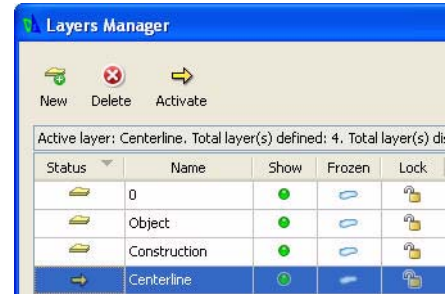 Layers Manager
New Delete Activate
Active layer: Centerline. Total layer(s) defined: 4. Total layer(s) dis
Status Name Show Frozen Lock
0
Object
Construction
Centerline